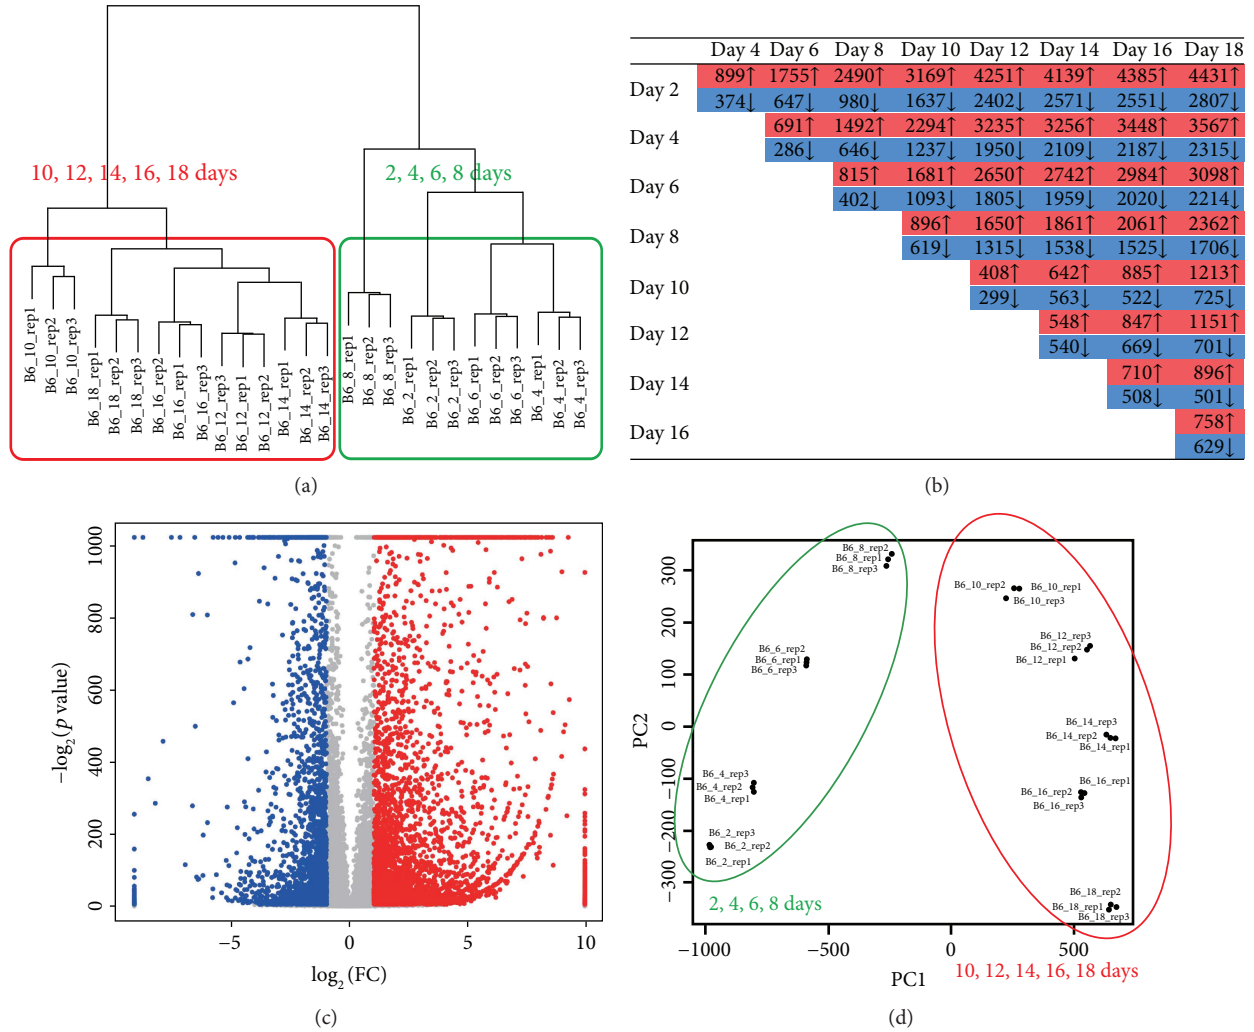 10, 12, 14, 16, 18 days
2, 4, 6, 8 days
B6_10_rep1
B6_10_rep2
B6_10_rep3
B6_18_rep1
B6_18_rep2
B6_18_rep3
B6_16_rep2
B6_16_rep1
B6_16_rep3
B6_12_rep3
B6_12_rep1
B6_12_rep2
B6_14_rep1
B6_14_rep2
B6_14_rep3
B6_8_rep1
B6_8_rep2
B6_8_rep3
B6_2_rep1
B6_2_rep2
B6_2_rep3
B6_6_rep1
B6_6_rep2
B6_6_rep3
B6_4_rep1
B6_4_rep2
B6_4_rep3
(a)
Day 4 Day 6 Day 8 Day 10 Day 12 Day 14 Day 16 Day 18
Day 2
899↑ 1755↑ 2490↑ 3169↑ 4251↑ 4139↑ 4385↑ 4431↑
374↓ 647↓ 980↓ 1637↓ 2402↓ 2571↓ 2551↓ 2807↓
Day 4
691↑ 1492↑ 2294↑ 3235↑ 3256↑ 3448↑ 3567↑
286↓ 646↓ 1237↓ 1950↓ 2109↓ 2187↓ 2315↓
Day 6
815↑ 1681↑ 2650↑ 2742↑ 2984↑ 3098↑
402↓ 1093↓ 1805↓ 1959↓ 2020↓ 2214↓
Day 8
896↑ 1650↑ 1861↑ 2061↑ 2362↑
619↓ 1315↓ 1538↓ 1525↓ 1706↓
Day 10
408↑ 642↑ 885↑ 1213↑
299↓ 563↓ 522↓ 725↓
Day 12
548↑ 847↑ 1151↑
540↓ 669↓ 701↓
Day 14
710↑ 896↑
508↓ 501↓
Day 16
758↑
629↓
(b)
1000
800
600
400
200
0
−log2(p value)
−5 0 5 10
log2(FC)
(c)
300
200
100
0
−100
−200
−300
PC2
B6_8_rep2
B6_8_rep1
B6_8_rep3
B6_10_rep2 B6_10_rep1
B6_10_rep3
B6_12_rep3
B6_12_rep2
B6_12_rep1
B6_6_rep2
B6_6_rep1
B6_6_rep3
B6_14_rep3
B6_14_rep2
B6_14_rep1
B6_4_rep3
B6_4_rep2
B6_4_rep1
B6_16_rep1
B6_16_rep2
B6_16_rep3
B6_2_rep3
B6_2_rep2
B6_2_rep1
B6_18_rep2
B6_18_rep1
B6_18_rep3
2, 4, 6, 8 days
−1000 −500 0 500
10, 12, 14, 16, 18 days
PC1
(d)